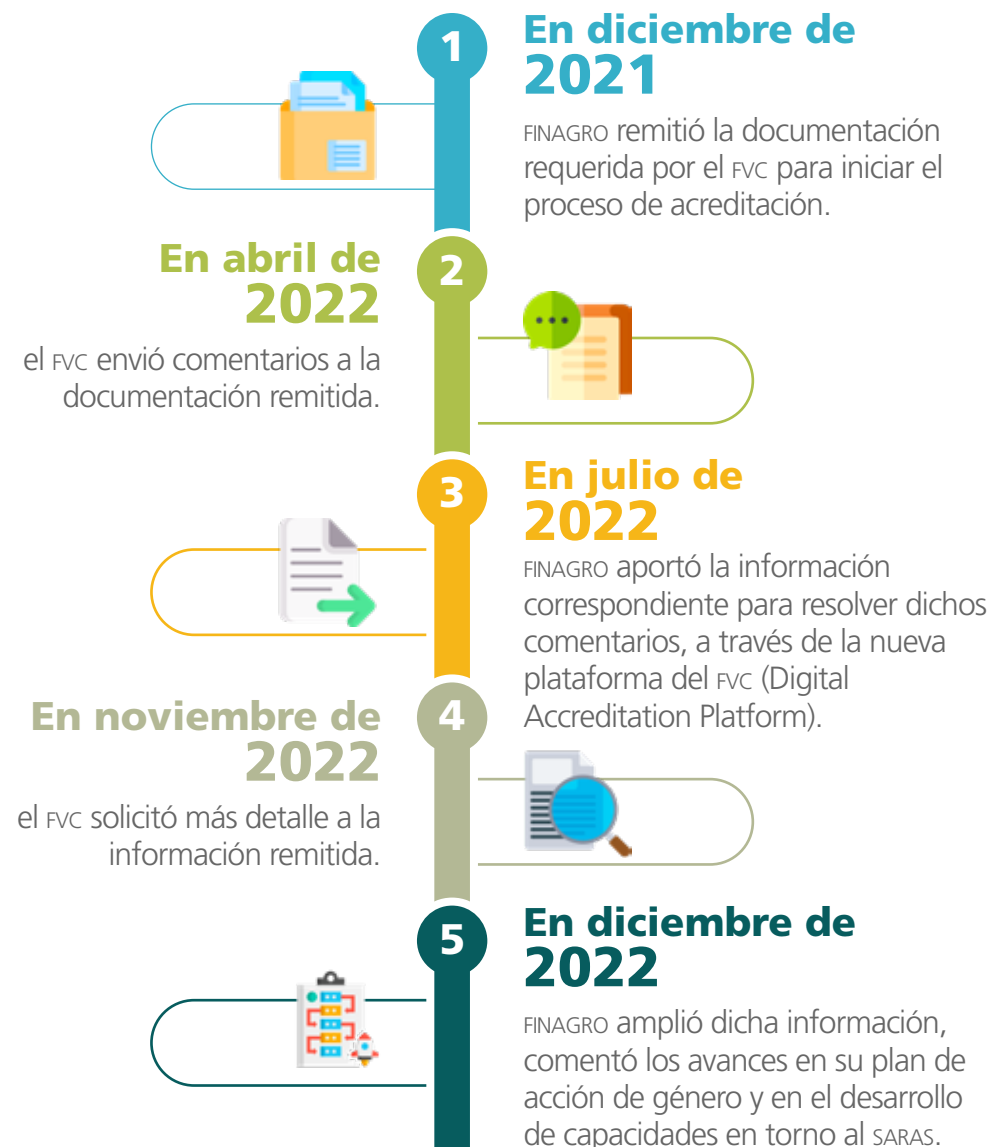 1
En diciembre de
2021
FINAGRO remitió la documentación
requerida por el FVC para iniciar el
proceso de acreditación.
2
En abril de
2022
el FVC envió comentarios a la
documentación remitida.
3
En julio de
2022
FINAGRO aportó la información
correspondiente para resolver dichos
comentarios, a través de la nueva
plataforma del FVC (Digital
Accreditation Platform).
4
En noviembre de
2022
el FVC solicitó más detalle a la
información remitida.
5
En diciembre de
2022
FINAGRO amplió dicha información,
comentó los avances en su plan de
acción de género y en el desarrollo
de capacidades en torno al SARAS.